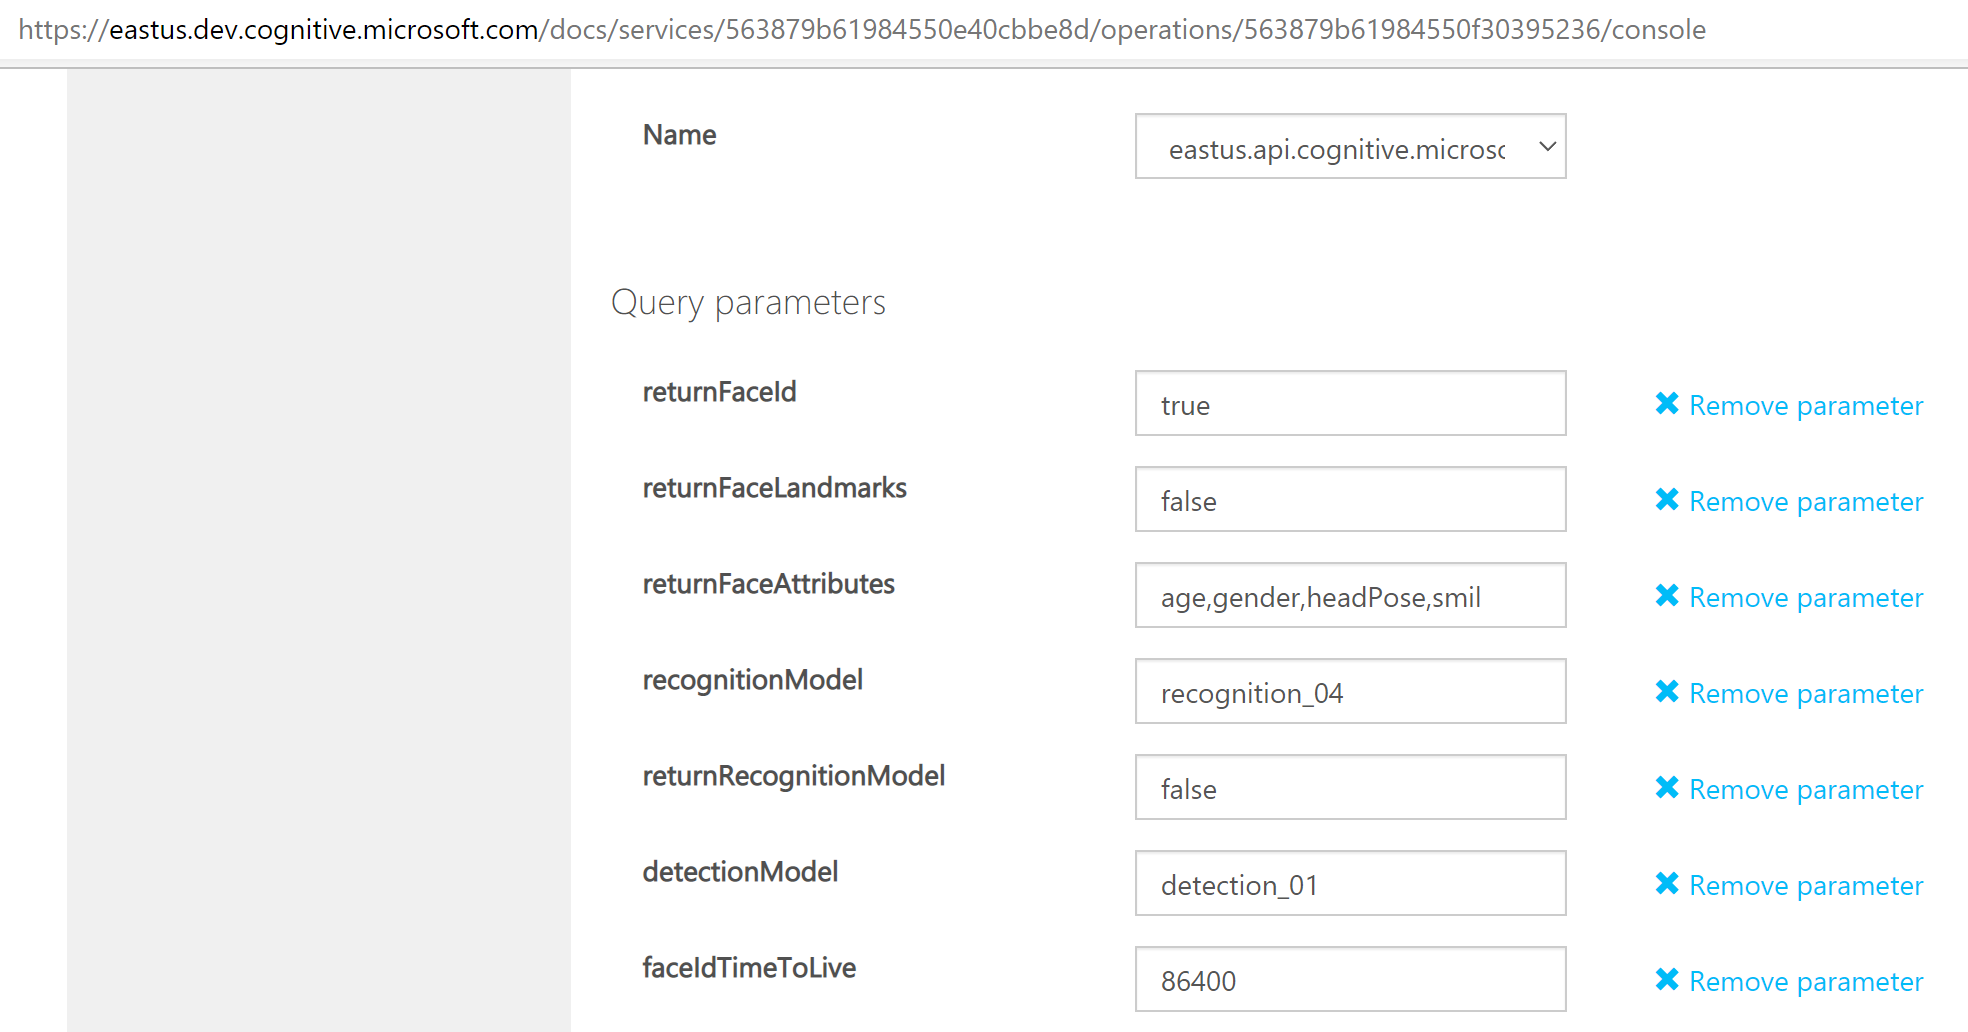 https://eastus.dev.cognitive.microsoft.com/docs/services/563879b61984550e40cbbe8d/operations/563879b61984550f30395236/console
Name eastus.api.cognitive.microsc
Query parameters
returnFaceId true Remove parameter
returnFaceLandmarks false Remove parameter
returnFaceAttributes age,gender,headPose,smil Remove parameter
recognitionModel recognition_04 Remove parameter
returnRecognitionModel false Remove parameter
detectionModel detection_01 Remove parameter
faceIdTimeToLive 86400 Remove parameter